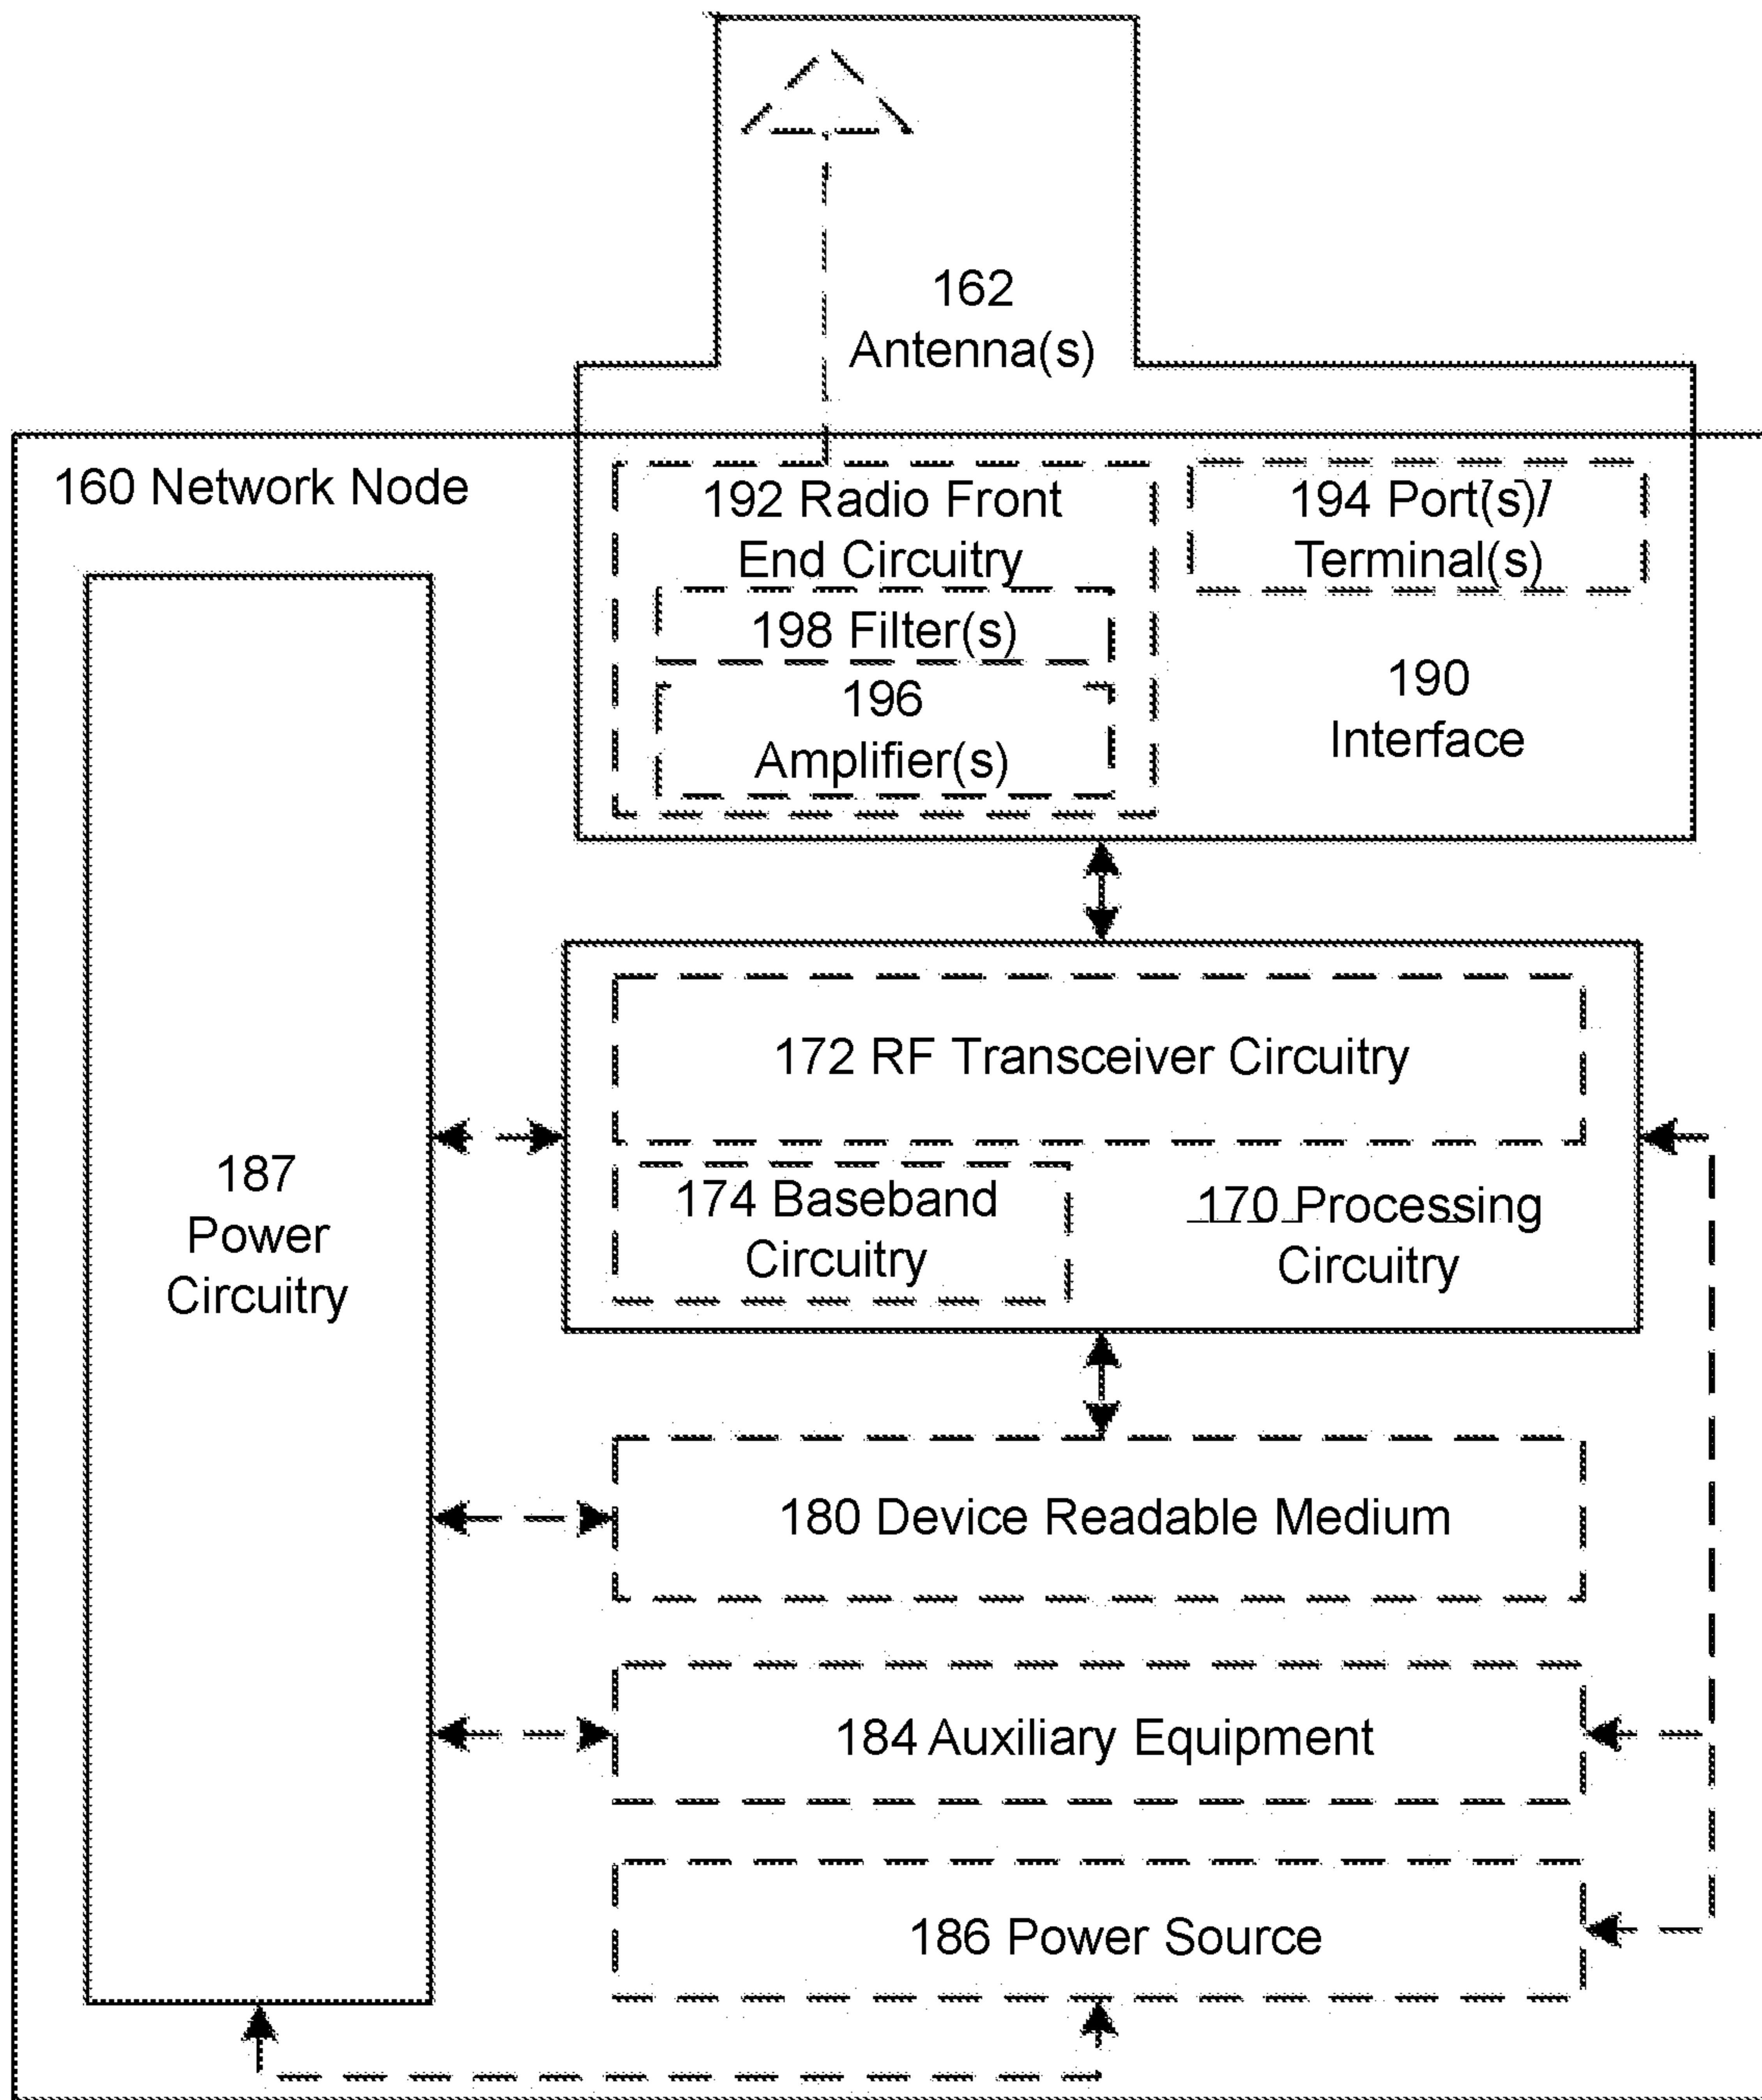 162
Antenna(s)
160 Network Node
192 Radio Front
End Circuitry
194 Port(s)/
Terminal(s)
198 Filter(s)
196
Amplifier(s)
190
Interface
172 RF Transceiver Circuitry
187
Power
Circuitry
174 Baseband
Circuitry
170 Processing
Circuitry
180 Device Readable Medium
184 Auxiliary Equipment
186 Power Source